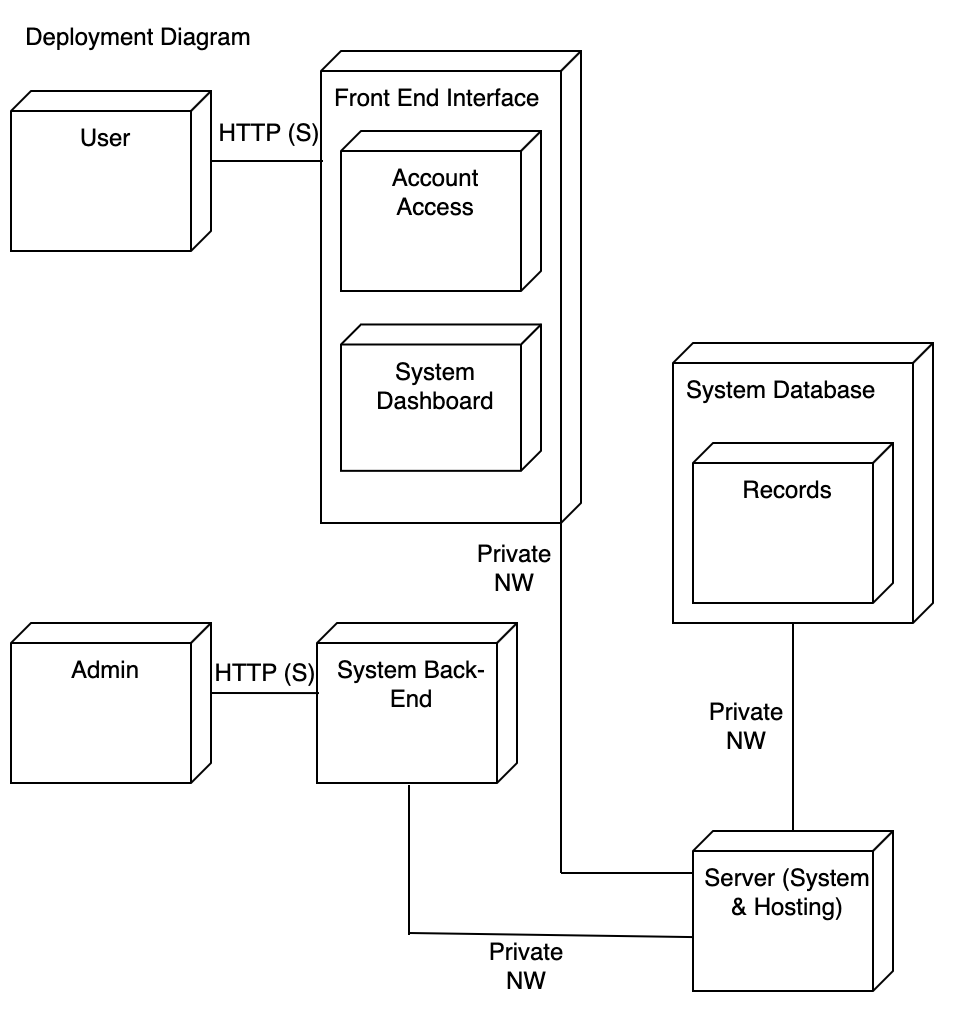 Deployment Diagram
User
HTTP (S)
Front End Interface
Account
Access
System
Dashboard
System Database
Records
Private
NW
Admin
HTTP (S)
System Back-
End
Private
NW
Server (System
& Hosting)
Private
NW